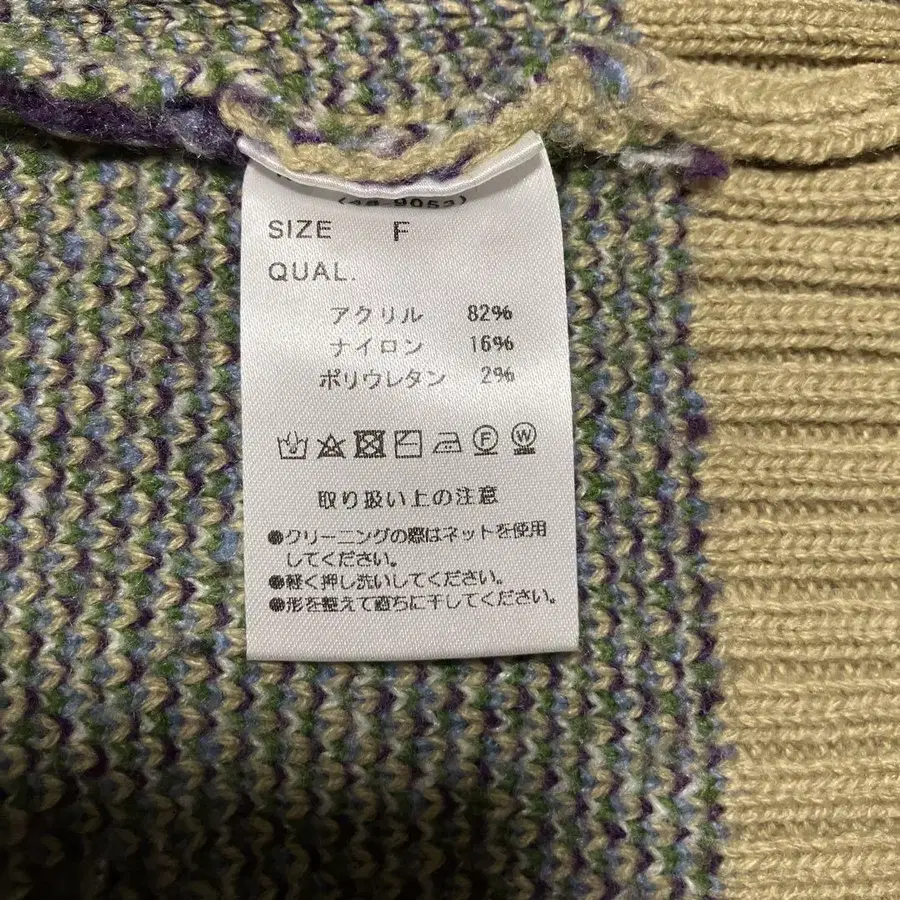 (48-9053)
SIZE F
QUAL.
アクリル 82%
ナイロン 16%
ポリウレタン 2%
F W
取り扱い上の注意
●クリーニングの際はネットを使用
してください。
●軽く押し洗いしてください。
●形を整えて直ちに干してください。